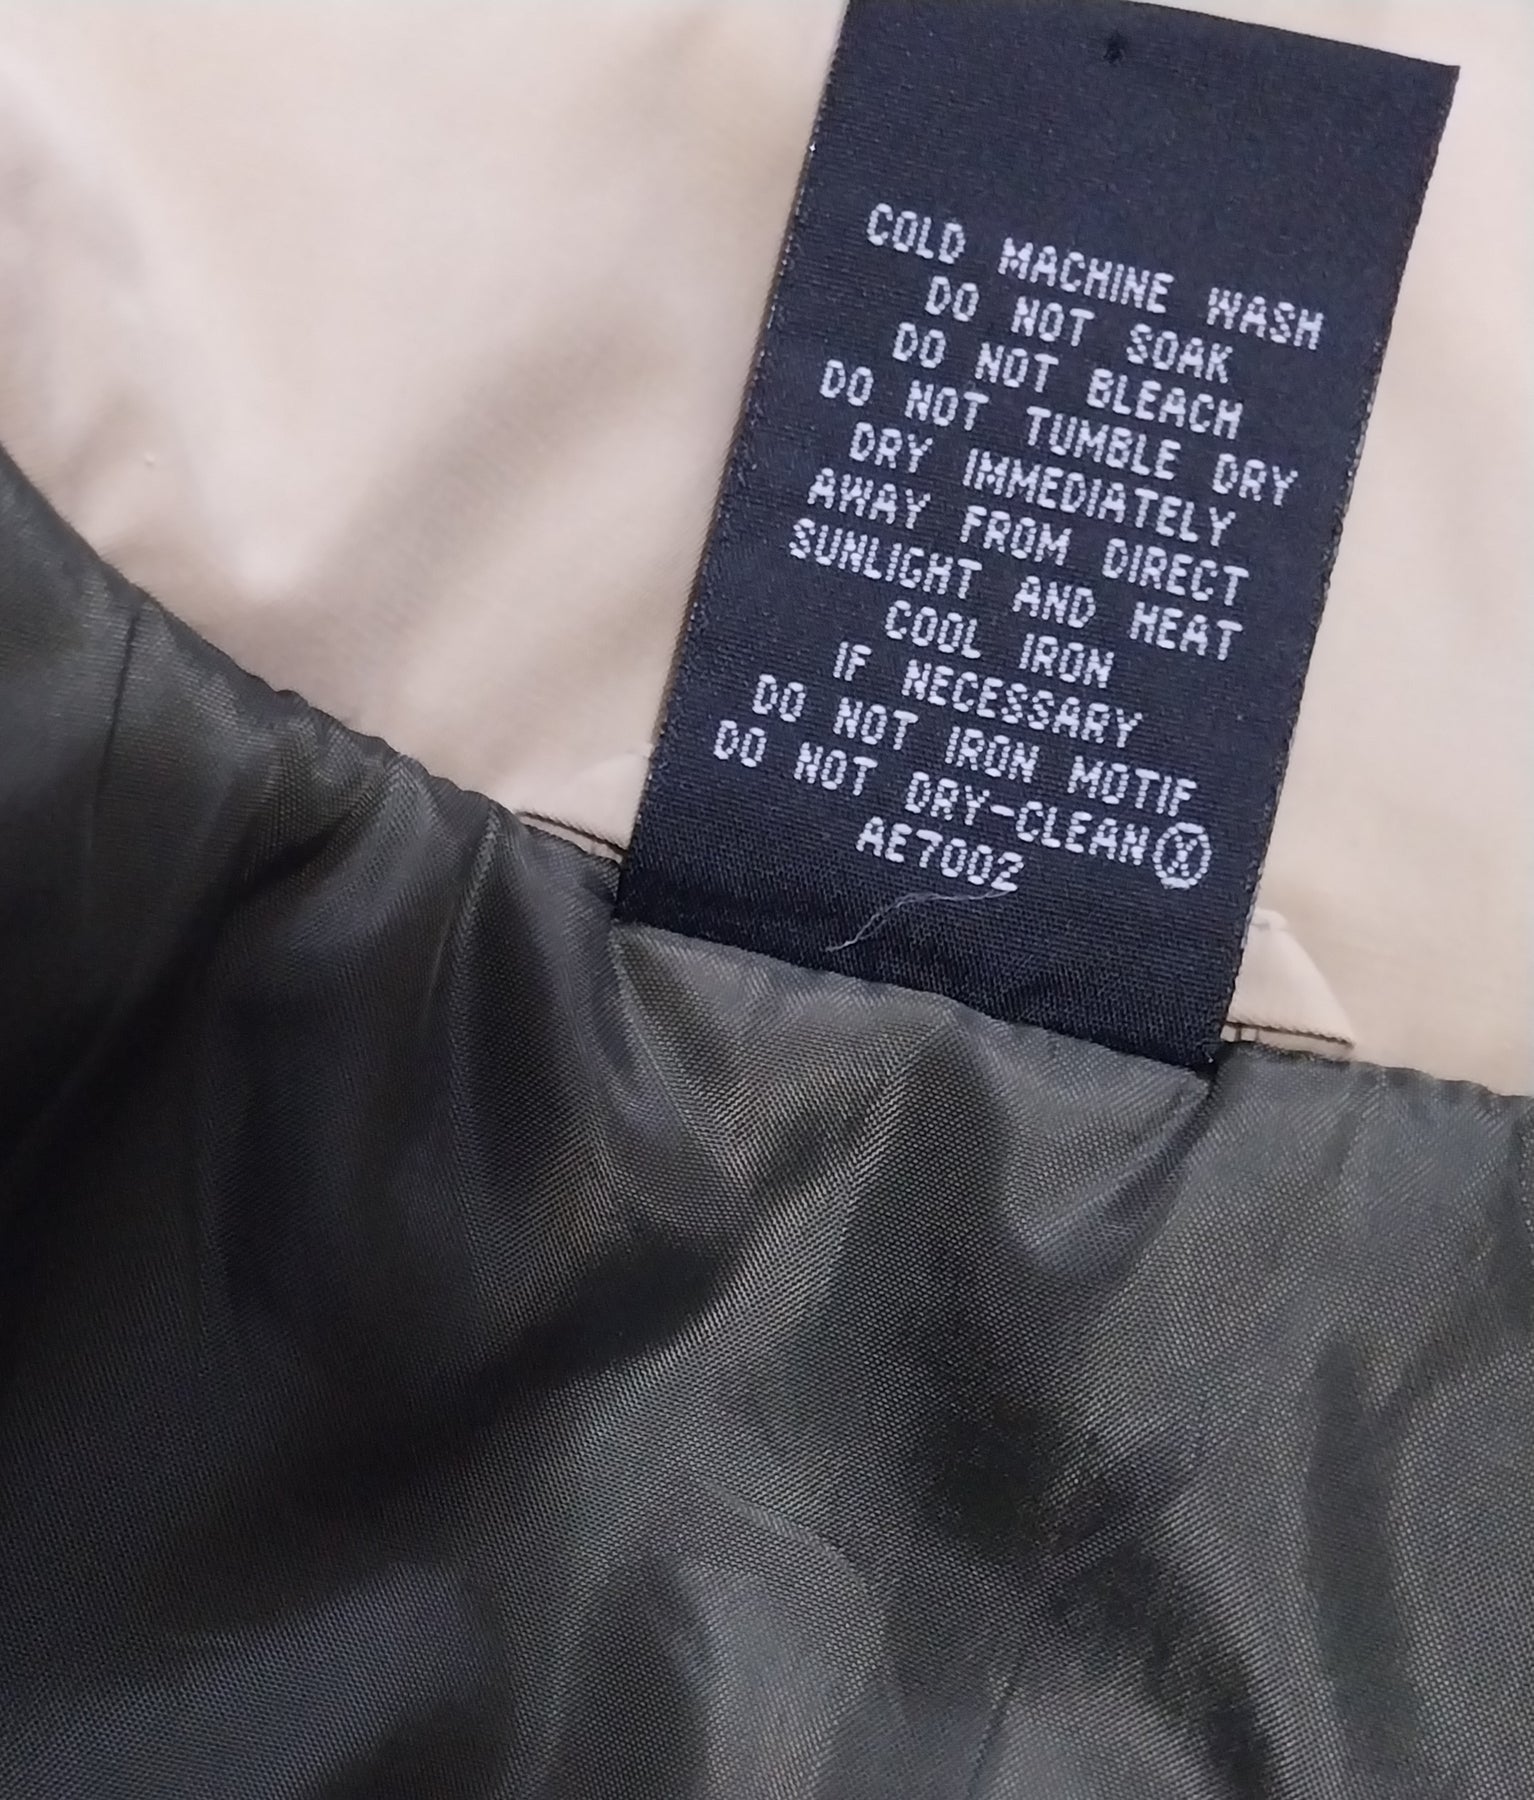 COLD MACHINE WASH
DO NOT SOAK
DO NOT BLEACH
DO NOT TUMBLE DRY
DRY IMMEDIATELY
AWAY FROM DIRECT
SUNLIGHT AND HEAT
COOL IRON
IF NECESSARY
DO NOT IRON MOTIF
DO NOT DRY-CLEAN Ⓧ
AE7002